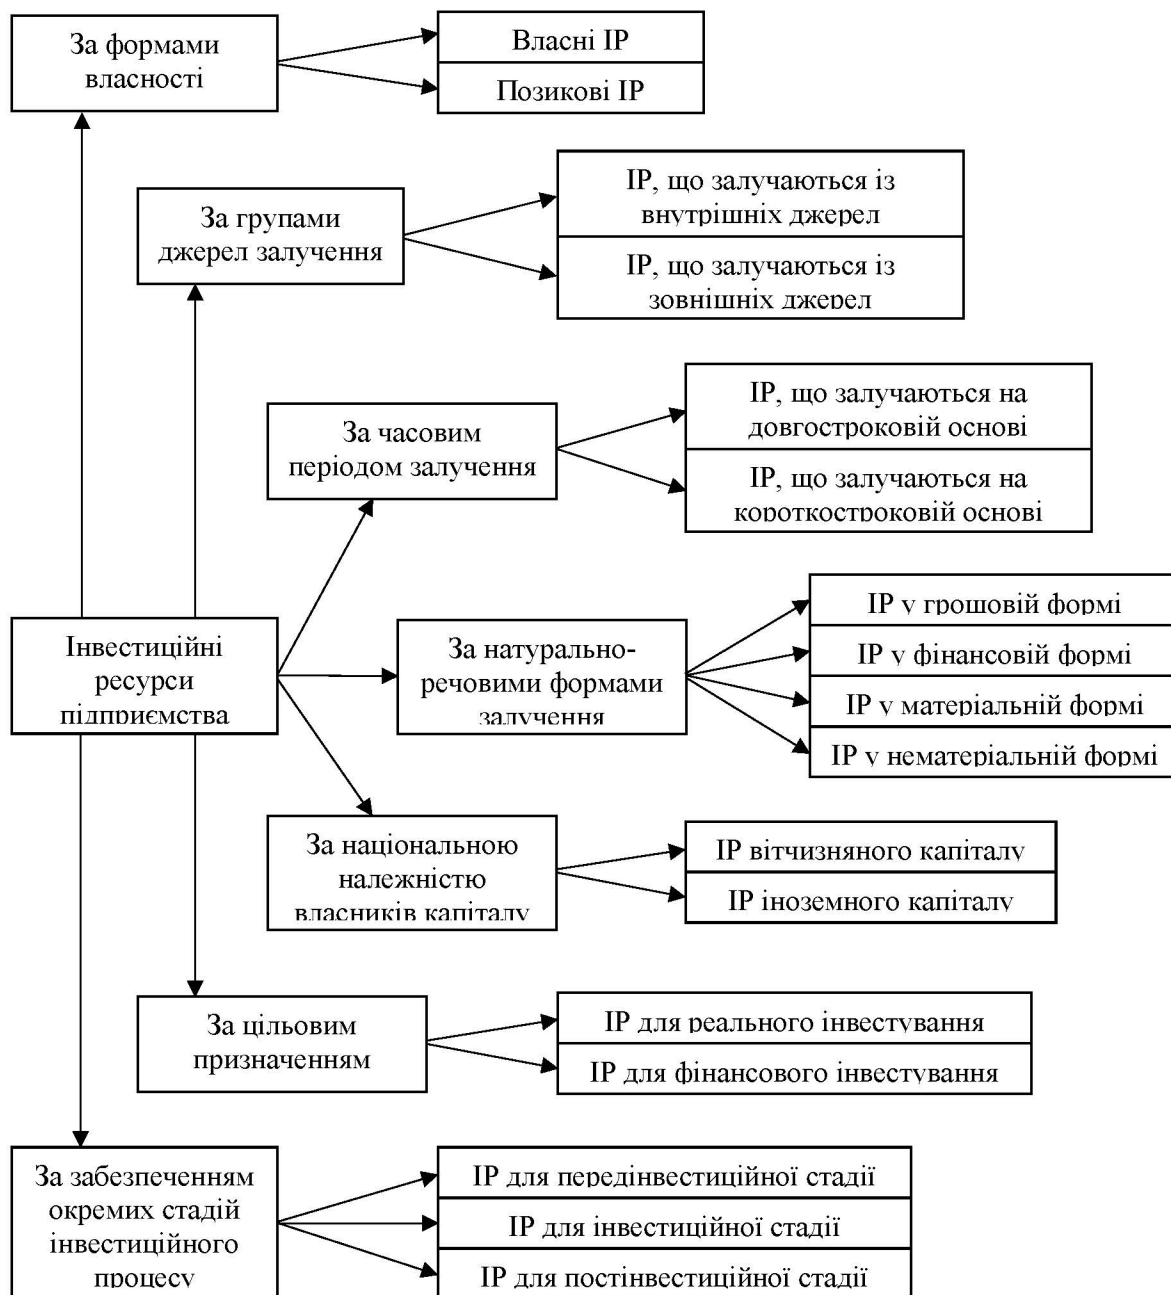 За формами
власності
Власні ІР
Позикові ІР
За групами
джерел залучення
ІР, що залучаються із
внутрішніх джерел
ІР, що залучаються із
зовнішніх джерел
За часовим
періодом залучення
ІР, що залучаються на
довгостроковій основі
ІР, що залучаються на
короткостроковій основі
Інвестиційні
ресурси
підприємства
За натурально-
речовими формами
залучення
ІР у грошовій формі
ІР у фінансовій формі
ІР у матеріальній формі
ІР у нематеріальній формі
За національною
належністю
власників капіталу
ІР вітчизняного капіталу
ІР іноземного капіталу
За цільовим
призначенням
ІР для реального інвестування
ІР для фінансового інвестування
За забезпеченням
окремих стадій
інвестиційного
процесу
ІР для передінвестиційної стадії
ІР для інвестиційної стадії
ІР для постінвестиційної стадії